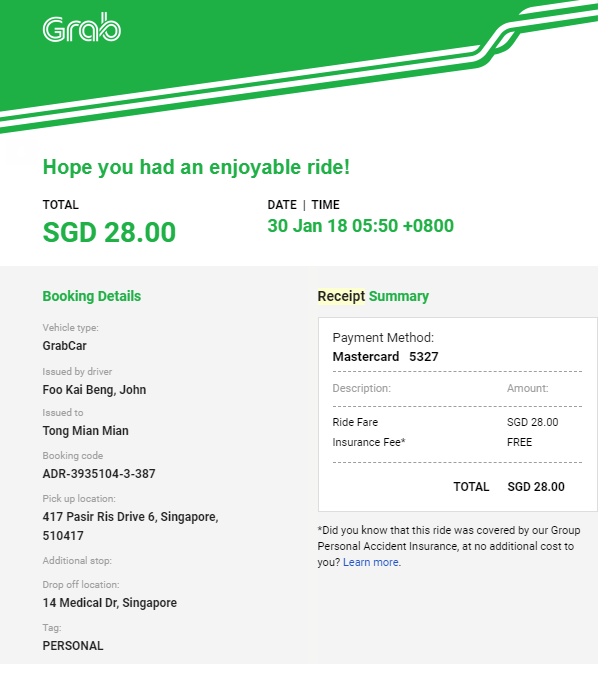 Grab
Hope you had an enjoyable ride!
TOTAL
SGD 28.00
DATE | TIME
30 Jan 18 05:50 +0800
Booking Details
Vehicle type:
GrabCar
Issued by driver
Foo Kai Beng, John
Issued to
Tong Mian Mian
Booking code
ADR-3935104-3-387
Pick up location:
417 Pasir Ris Drive 6, Singapore,
510417
Additional stop:
Drop off location:
14 Medical Dr, Singapore
Tag:
PERSONAL
Receipt Summary
Payment Method:
Mastercard 5327
Description: Amount:
Ride Fare SGD 28.00
Insurance Fee* FREE
TOTAL SGD 28.00
*Did you know that this ride was covered by our Group
Personal Accident Insurance, at no additional cost to
you? Learn more.